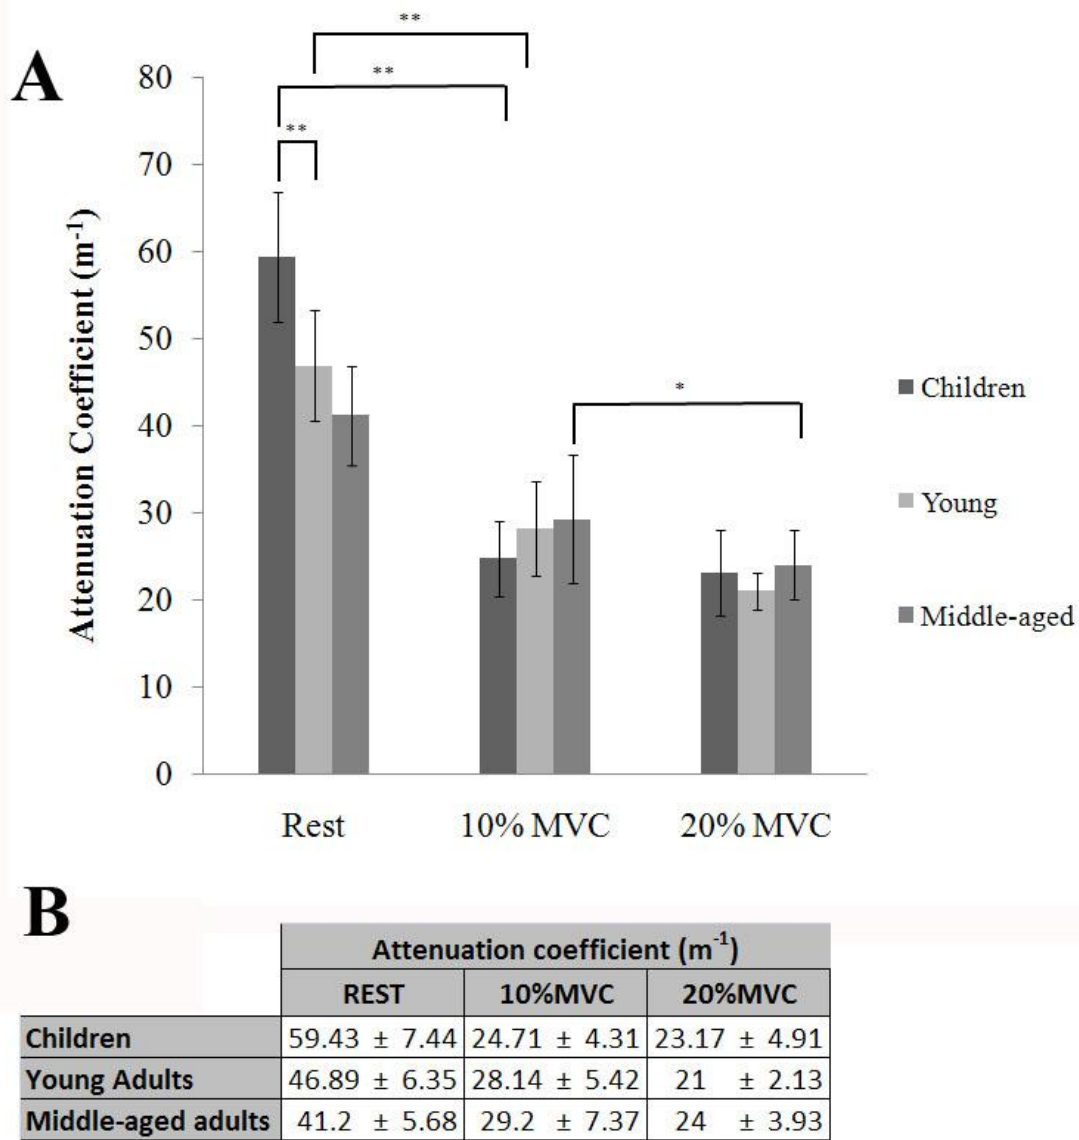 A
**
**
**
*
80
70
60
50
40
30
20
10
0
Attenuation Coefficient (m⁻¹)
Rest 10% MVC 20% MVC
Children
Young
Middle-aged
B
Attenuation coefficient (m⁻¹)
REST 10%MVC 20%MVC
Children 59.43 ± 7.44 24.71 ± 4.31 23.17 ± 4.91
Young Adults 46.89 ± 6.35 28.14 ± 5.42 21 ± 2.13
Middle-aged adults 41.2 ± 5.68 29.2 ± 7.37 24 ± 3.93